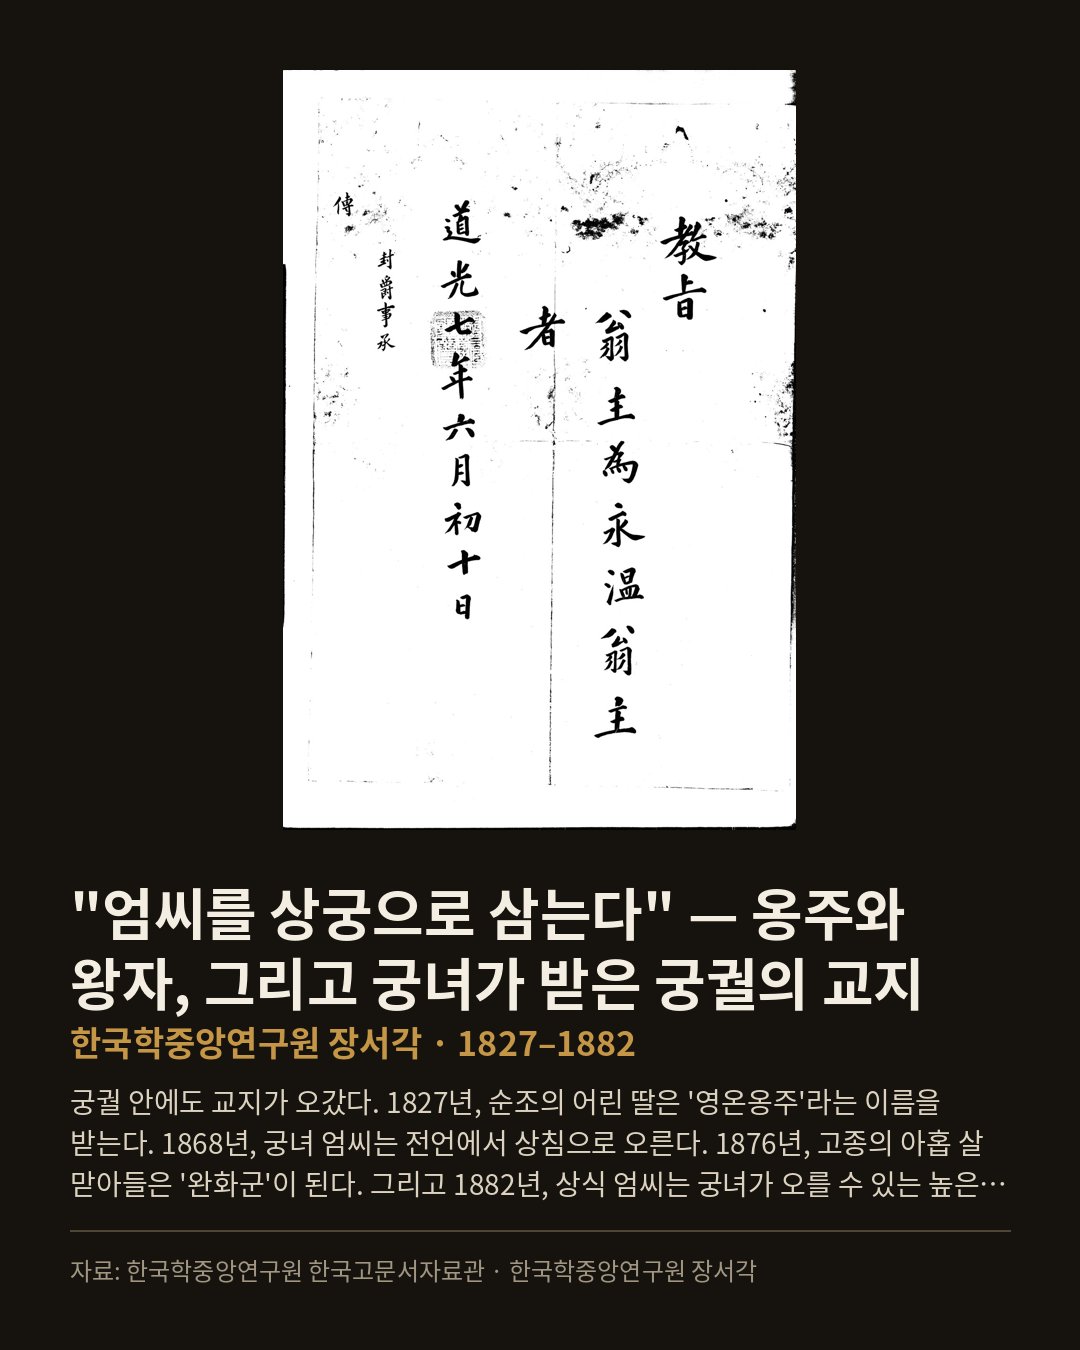 教旨
翁主為永温翁主
者
道光七年六月初十日
封爵事承
傳
"엄씨를 상궁으로 삼는다" — 옹주와
왕자, 그리고 궁녀가 받은 궁궐의 교지
한국학중앙연구원 장서각 · 1827–1882
궁궐 안에도 교지가 오갔다. 1827년, 순조의 어린 딸은 '영온옹주'라는 이름을
받는다. 1868년, 궁녀 엄씨는 전언에서 상침으로 오른다. 1876년, 고종의 아홉 살
맏아들은 '완화군'이 된다. 그리고 1882년, 상식 엄씨는 궁녀가 오를 수 있는 높은…
자료: 한국학중앙연구원 한국고문서자료관 · 한국학중앙연구원 장서각